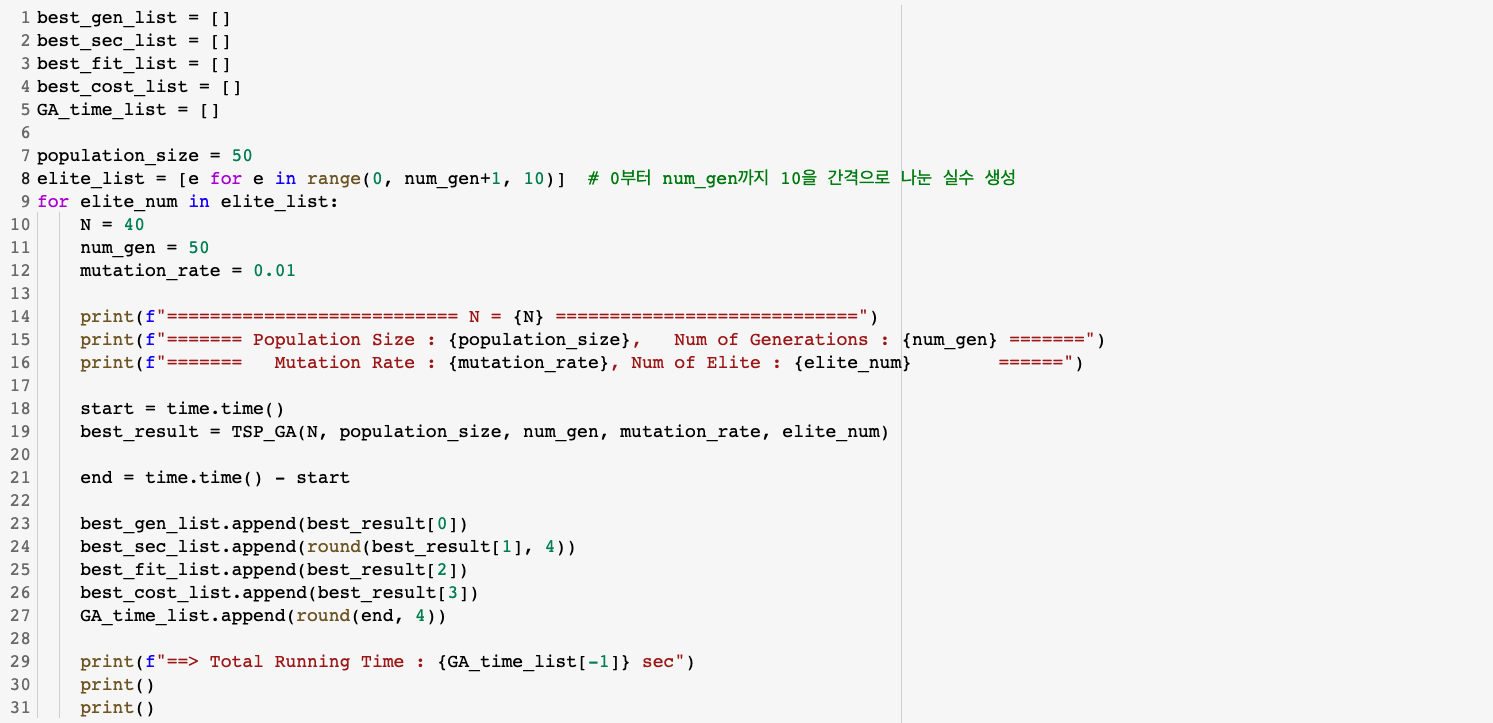 1 best_gen_list = []
2 best_sec_list = []
3 best_fit_list = []
4 best_cost_list = []
5 GA_time_list = []
6
7 population_size = 50
8 elite_list = [e for e in range(0, num_gen+1, 10)]  # 0부터 num_gen까지 10을 간격으로 나눈 실수 생성
9 for elite_num in elite_list:
10     N = 40
11     num_gen = 50
12     mutation_rate = 0.01
13
14     print(f"=========================== N = {N} ============================")
15     print(f"======= Population Size : {population_size},   Num of Generations : {num_gen} =======")
16     print(f"=======   Mutation Rate : {mutation_rate}, Num of Elite : {elite_num}        ======")
17
18     start = time.time()
19     best_result = TSP_GA(N, population_size, num_gen, mutation_rate, elite_num)
20
21     end = time.time() - start
22
23     best_gen_list.append(best_result[0])
24     best_sec_list.append(round(best_result[1], 4))
25     best_fit_list.append(best_result[2])
26     best_cost_list.append(best_result[3])
27     GA_time_list.append(round(end, 4))
28
29     print(f"==> Total Running Time : {GA_time_list[-1]} sec")
30     print()
31     print()